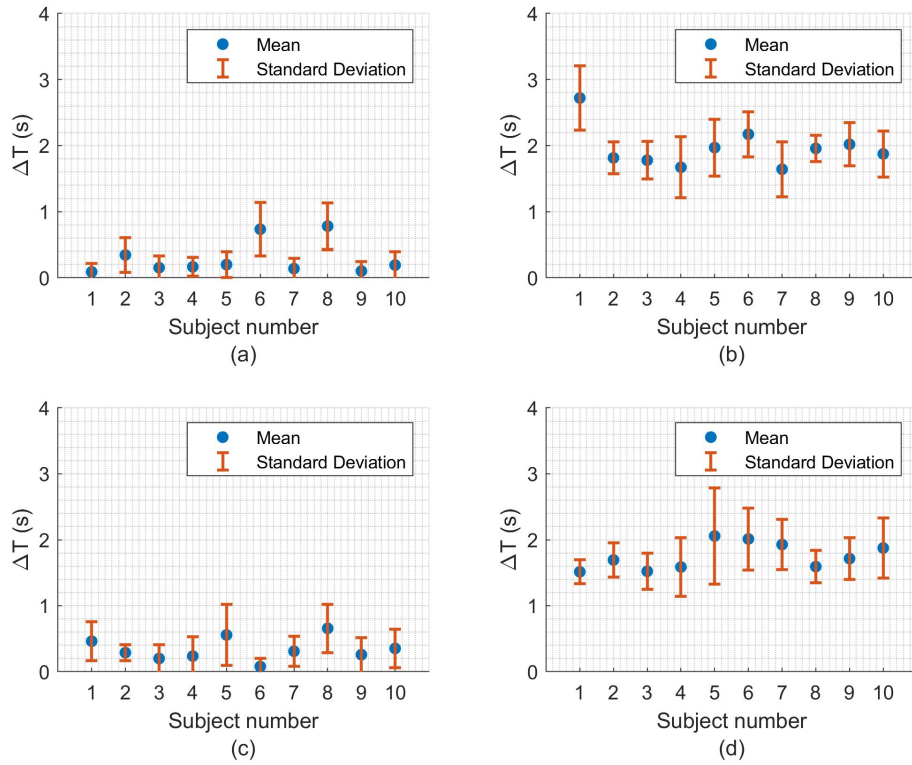 4
3
2
1
0
ΔT (s)
Mean
Standard Deviation
1 2 3 4 5 6 7 8 9 10
Subject number
(a)
4
3
2
1
0
ΔT (s)
Mean
Standard Deviation
1 2 3 4 5 6 7 8 9 10
Subject number
(b)
4
3
2
1
0
ΔT (s)
Mean
Standard Deviation
1 2 3 4 5 6 7 8 9 10
Subject number
(c)
4
3
2
1
0
ΔT (s)
Mean
Standard Deviation
1 2 3 4 5 6 7 8 9 10
Subject number
(d)